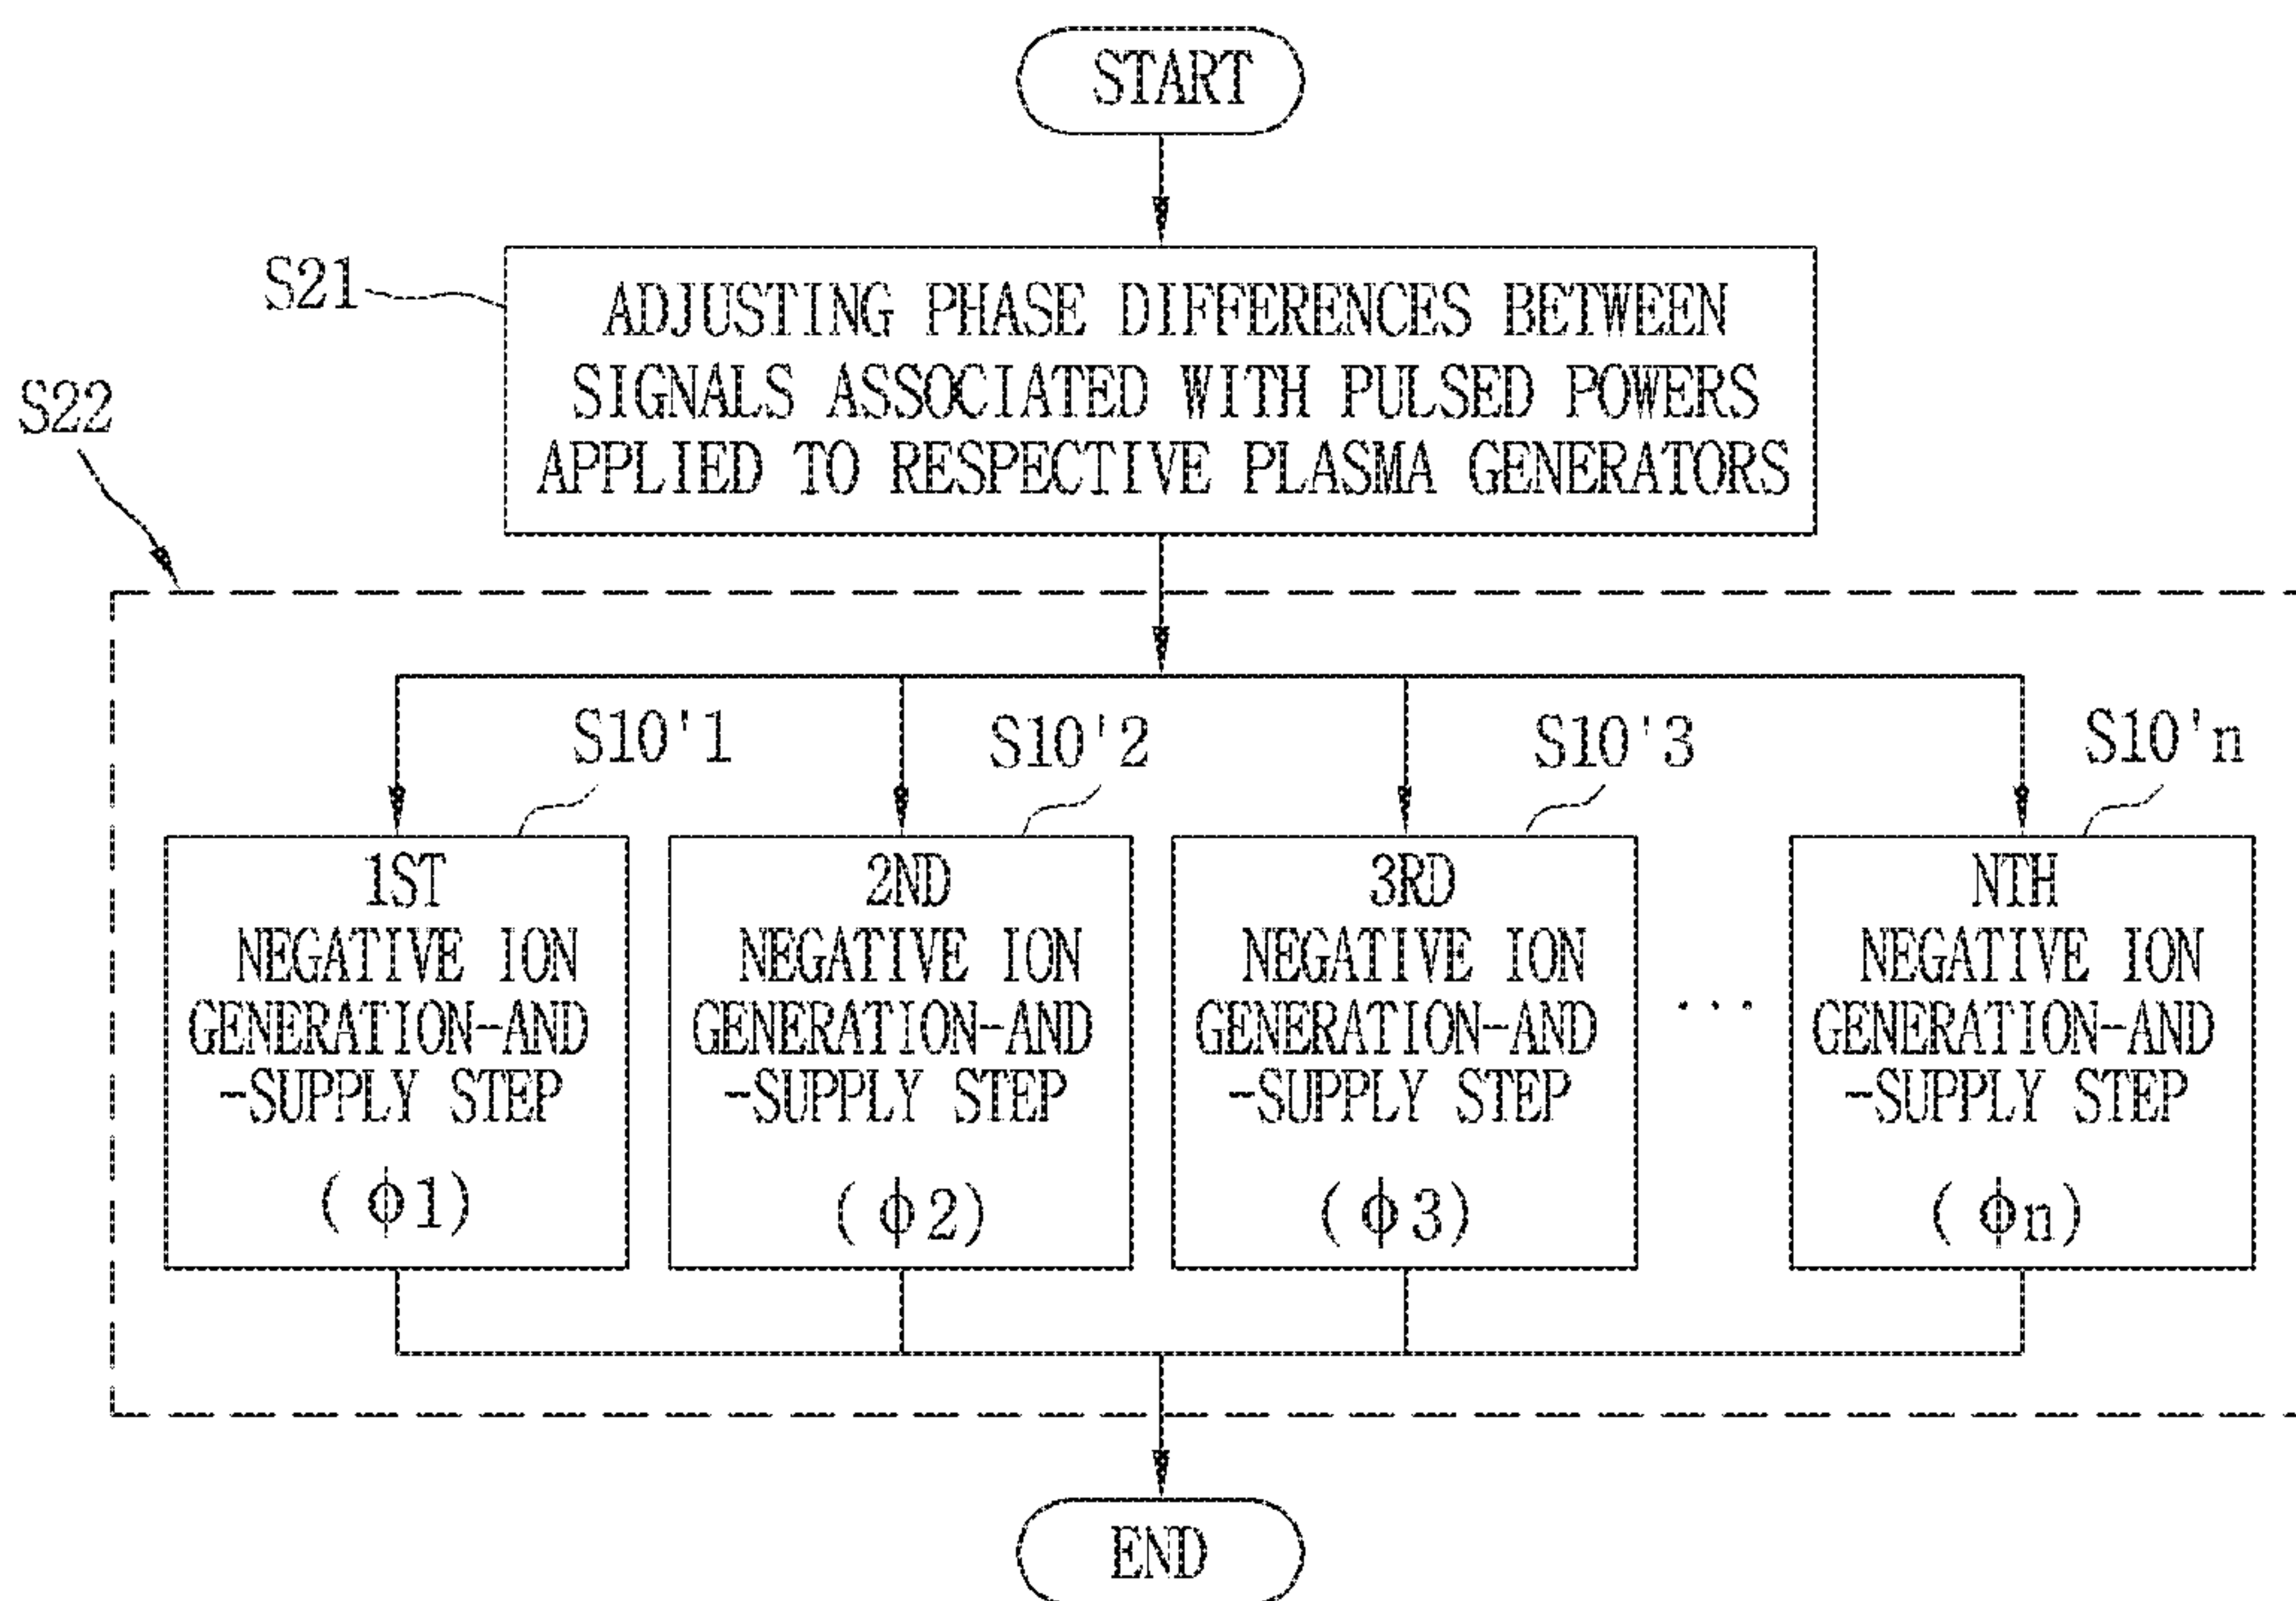 START
S21
ADJUSTING PHASE DIFFERENCES BETWEEN
SIGNALS ASSOCIATED WITH PULSED POWERS
APPLIED TO RESPECTIVE PLASMA GENERATORS
S22
S10'1
1ST
NEGATIVE ION
GENERATION-AND
-SUPPLY STEP
(ϕ1)
S10'2
2ND
NEGATIVE ION
GENERATION-AND
-SUPPLY STEP
(ϕ2)
S10'3
3RD
NEGATIVE ION
GENERATION-AND
-SUPPLY STEP
(ϕ3)
...
S10'n
NTH
NEGATIVE ION
GENERATION-AND
-SUPPLY STEP
(ϕn)
END